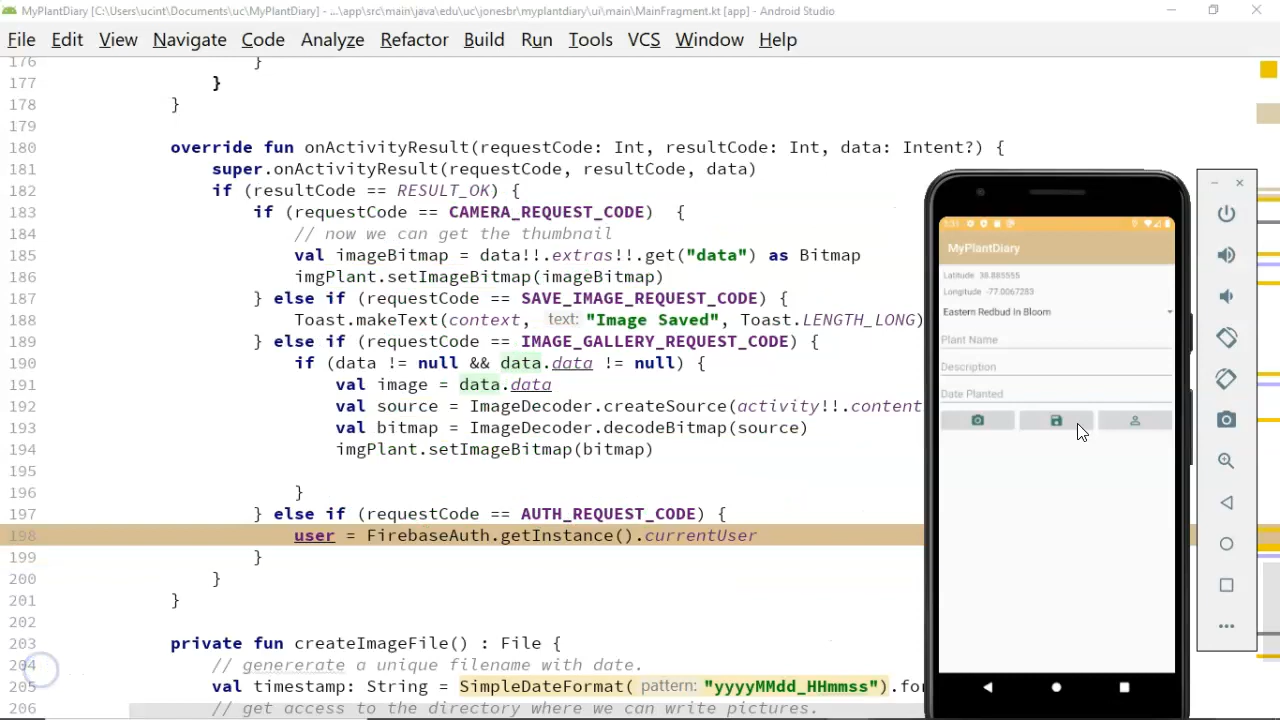 MyPlantDiary [C:\Users\ucint\Documents\uc\MyPlantDiary] - ...\app\src\main\java\edu\uc\jonesbr\myplantdiary\ui\main\MainFragment.kt [app] - Android Studio
File Edit View Navigate Code Analyze Refactor Build Run Tools VCS Window Help
176 }
177 }
178 }
179
180 override fun onActivityResult(requestCode: Int, resultCode: Int, data: Intent?) {
181 super.onActivityResult(requestCode, resultCode, data)
182 if (resultCode == RESULT_OK) {
183 if (requestCode == CAMERA_REQUEST_CODE) {
184 // now we can get the thumbnail
185 val imageBitmap = data!!.extras!!.get("data") as Bitmap
186 imgPlant.setImageBitmap(imageBitmap)
187 } else if (requestCode == SAVE_IMAGE_REQUEST_CODE) {
188 Toast.makeText(context, text: "Image Saved", Toast.LENGTH_LONG)
189 } else if (requestCode == IMAGE_GALLERY_REQUEST_CODE) {
190 if (data != null && data.data != null) {
191 val image = data.data
192 val source = ImageDecoder.createSource(activity!!.content
193 val bitmap = ImageDecoder.decodeBitmap(source)
194 imgPlant.setImageBitmap(bitmap)
195
196 }
197 } else if (requestCode == AUTH_REQUEST_CODE) {
198 user = FirebaseAuth.getInstance().currentUser
199 }
200 }
201 }
202
203 private fun createImageFile() : File {
204 // genererate a unique filename with date.
205 val timestamp: String = SimpleDateFormat( pattern: "yyyyMMdd_HHmmss").for
206 // get access to the directory where we can write pictures.
MyPlantDiary
Latitude 38.885555
Longitude -77.0067283
Eastern Redbud In Bloom
Plant Name
Description
Date Planted